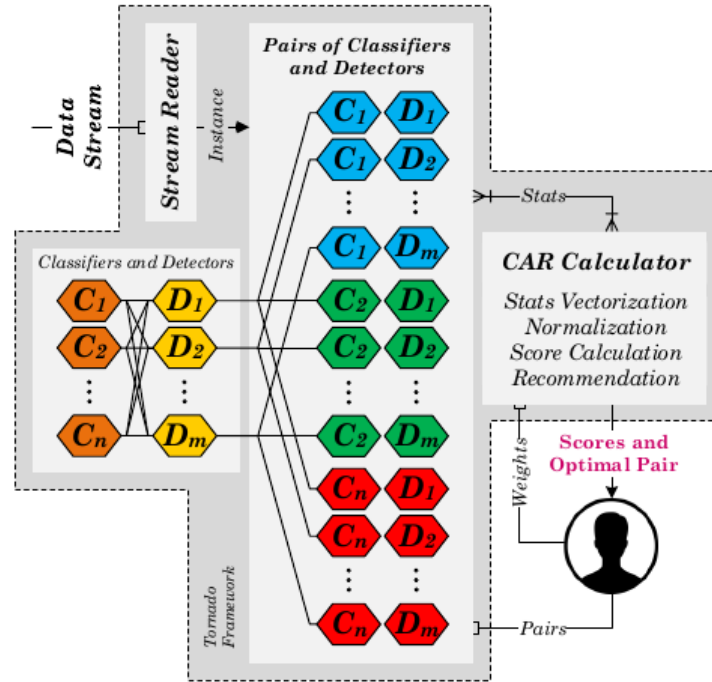 Pairs of Classifiers
and Detectors
Data
Stream
Stream Reader
Instance
C1 D1
C1 D2
C1 Dm
C2 D1
C2 D2
C2 Dm
Cn D1
Cn D2
Cn Dm
Classifiers and Detectors
C1 D1
C2 D2
Cn Dm
Stats
CAR Calculator
Stats Vectorization
Normalization
Score Calculation
Recommendation
Scores and
Optimal Pair
Weights
Pairs
Tornado
Framework